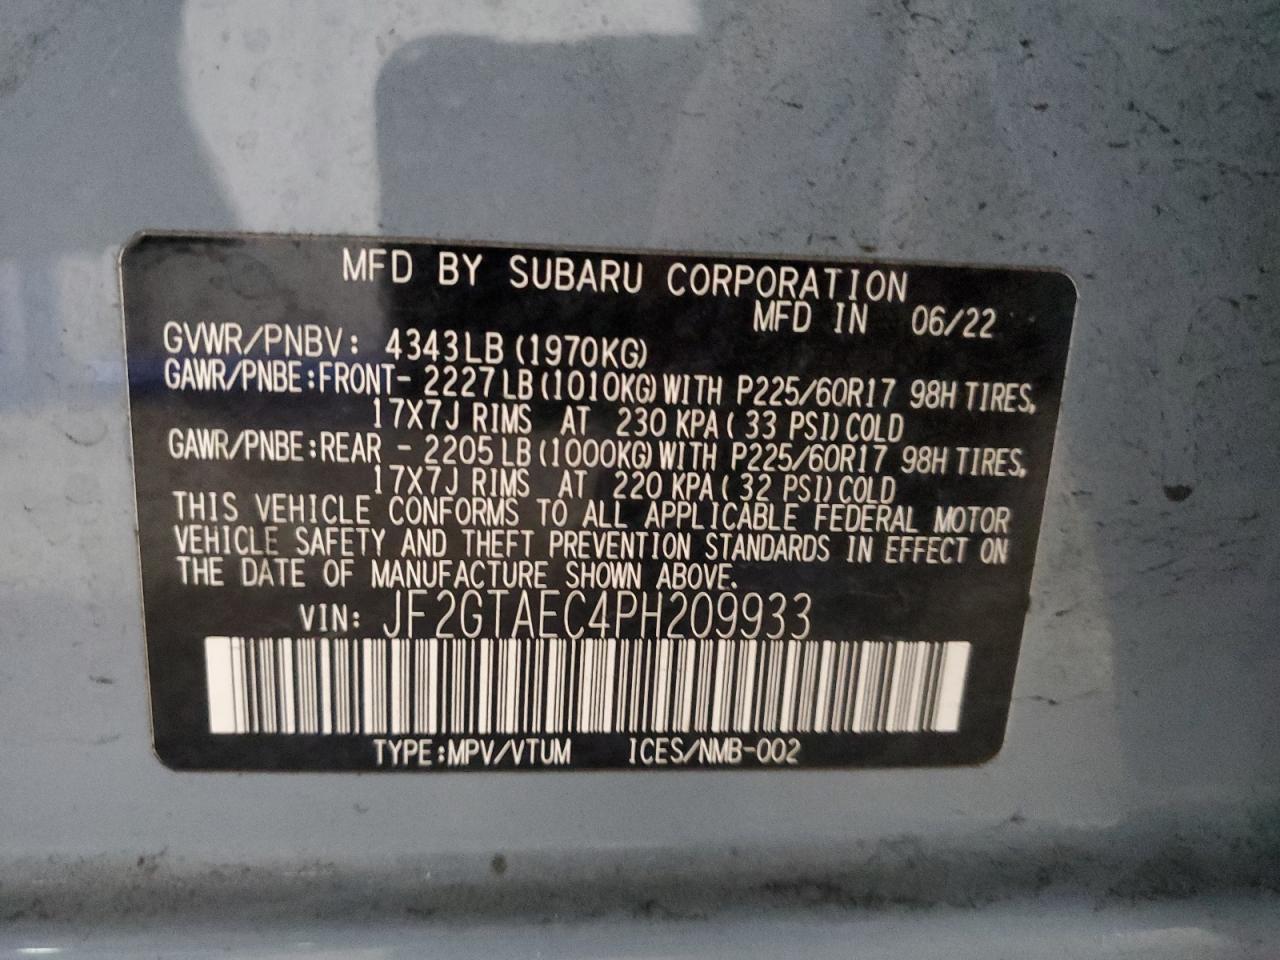 MFD BY SUBARU CORPORATION
MFD IN 06/22
GVWR/PNBV: 4343LB (1970KG)
GAWR/PNBE:FRONT- 2227LB (1010KG) WITH P225/60R17 98H TIRES,
17X7J RIMS AT 230 KPA ( 33 PSI) COLD
GAWR/PNBE:REAR - 2205LB (1000KG) WITH P225/60R17 98H TIRES,
17X7J RIMS AT 220 KPA ( 32 PSI) COLD
THIS VEHICLE CONFORMS TO ALL APPLICABLE FEDERAL MOTOR
VEHICLE SAFETY AND THEFT PREVENTION STANDARDS IN EFFECT ON
THE DATE OF MANUFACTURE SHOWN ABOVE.
VIN: JF2GTAEC4PH209933
TYPE:MPV/VTUM ICES/NMB-002